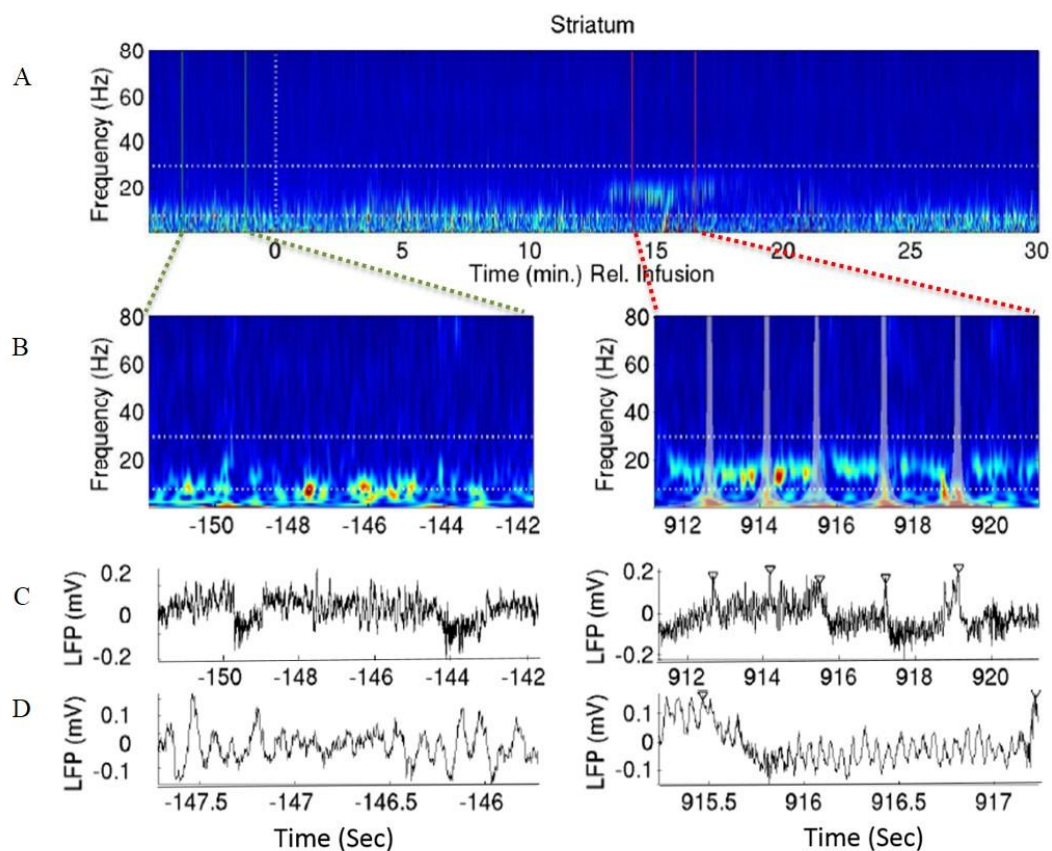 Striatum
A
Frequency (Hz)
80
60
40
20
0 5 10 15 20 25 30
Time (min.) Rel. Infusion
B
Frequency (Hz)
80
60
40
20
-150 -148 -146 -144 -142
Frequency (Hz)
80
60
40
20
912 914 916 918 920
C
LFP (mV)
0.2
0
-0.2
-150 -148 -146 -144 -142
LFP (mV)
0.2
0
-0.2
912 914 916 918 920
D
LFP (mV)
0.1
0
-0.1
-147.5 -147 -146.5 -146
Time (Sec)
LFP (mV)
0.1
0
-0.1
915.5 916 916.5 917
Time (Sec)